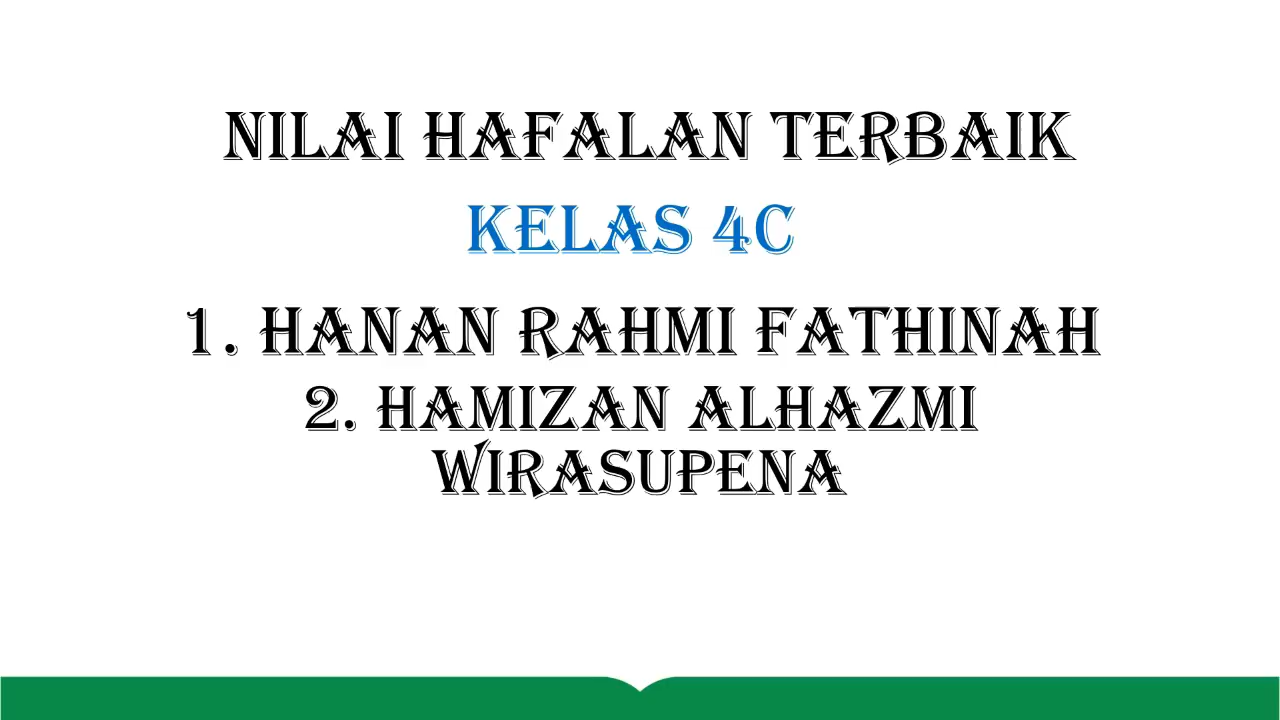 NILAI HAFALAN TERBAIK
KELAS 4C
1. HANAN RAHMI FATHINAH
2. HAMIZAN ALHAZMI
WIRASUPENA